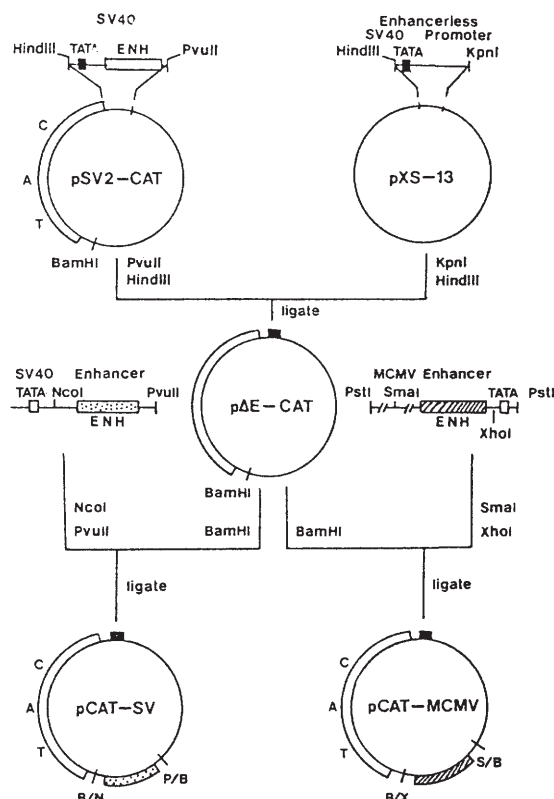 SV40
HindIII TATA ENH PvuII
C
A
T
pSV2-CAT
BamHI
PvuII
HindIII
Enhancerless
SV40 Promoter
HindIII TATA KpnI
pXS-13
KpnI
HindIII
ligate
SV40 Enhancer
TATA NcoI PvuII
ENH
pΔE-CAT
BamHI
MCMV Enhancer
PstI SmaI TATA PstI
ENH
XhoI
NcoI
PvuII BamHI
BamHI
SmaI
XhoI
ligate
ligate
C
A
T
pCAT-SV
P/B
B/N
C
A
T
pCAT-MCMV
S/B
B/X